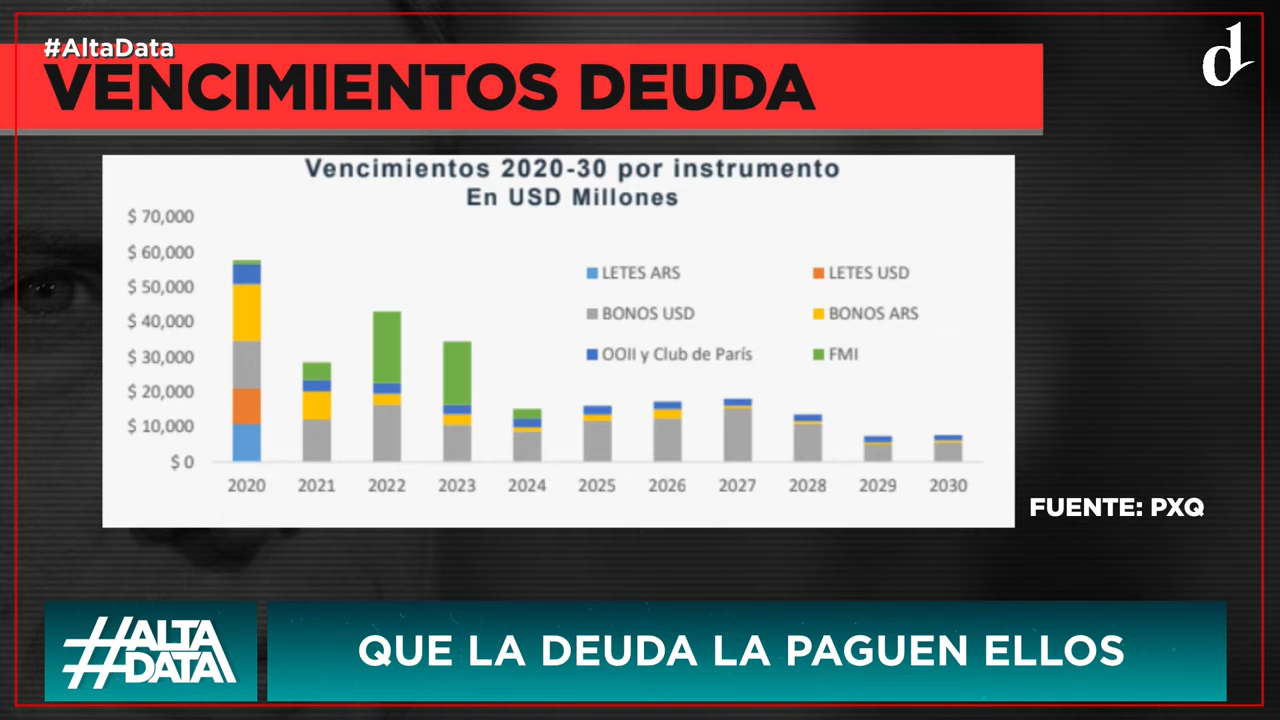 #AltaData
VENCIMIENTOS DEUDA
Vencimientos 2020-30 por instrumento
En USD Millones
$ 70,000
$ 60,000
$ 50,000
$ 40,000
$ 30,000
$ 20,000
$ 10,000
$ 0
LETES ARS
LETES USD
BONOS USD
BONOS ARS
OOII y Club de París
FMI
2020 2021 2022 2023 2024 2025 2026 2027 2028 2029 2030
FUENTE: PXQ
#ALTA
DATA
QUE LA DEUDA LA PAGUEN ELLOS
d